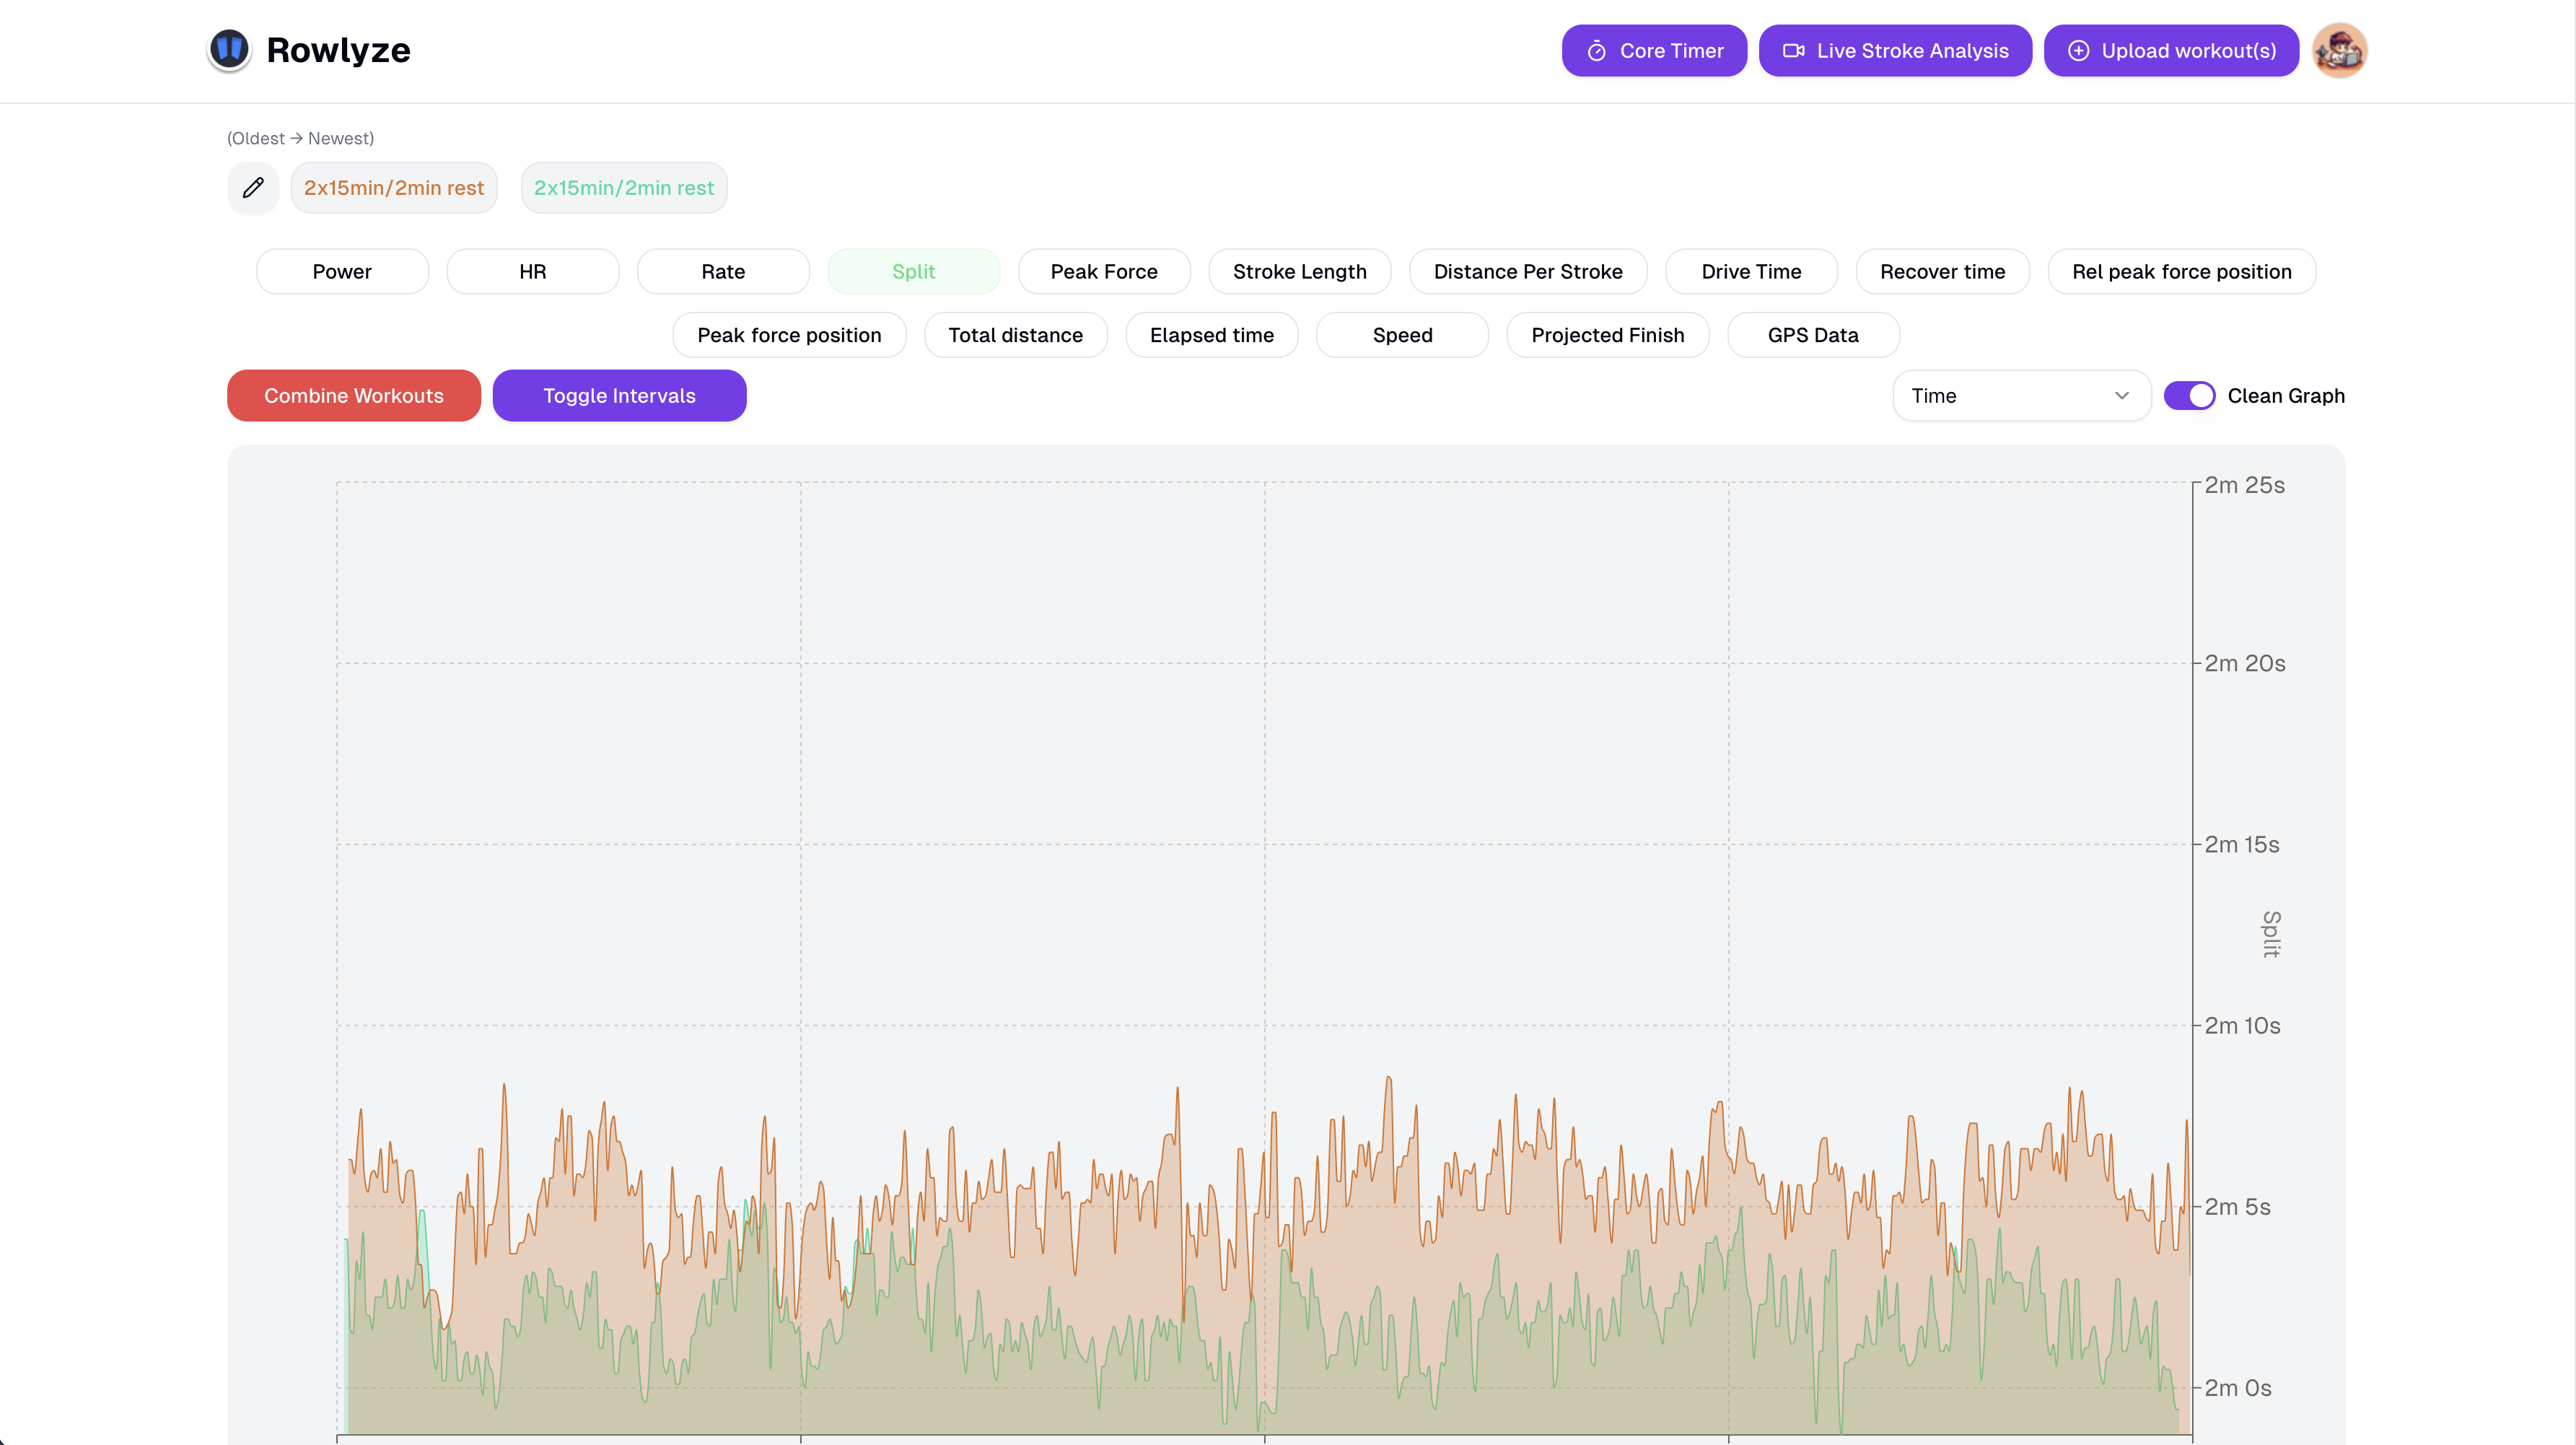 Rowlyze
Core Timer
Live Stroke Analysis
Upload workout(s)
(Oldest → Newest)
2x15min/2min rest
2x15min/2min rest
Power
HR
Rate
Split
Peak Force
Stroke Length
Distance Per Stroke
Drive Time
Recover time
Rel peak force position
Peak force position
Total distance
Elapsed time
Speed
Projected Finish
GPS Data
Combine Workouts
Toggle Intervals
Time
Clean Graph
2m 25s
2m 20s
2m 15s
Split
2m 10s
2m 5s
2m 0s